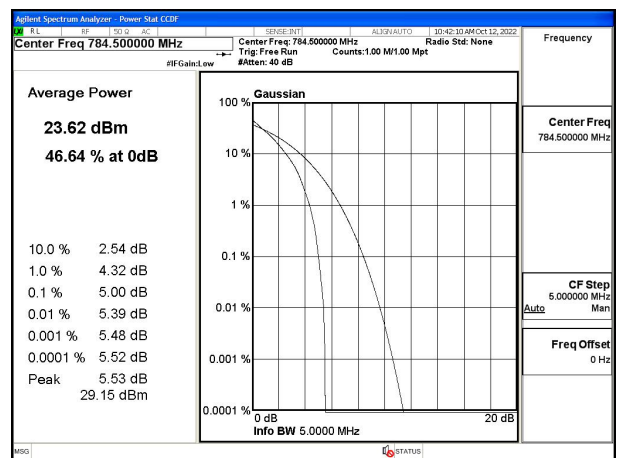 Agilent Spectrum Analyzer - Power Stat CCDF
LXI RL RF 50 Ω AC SENSE:INT ALIGN AUTO 10:42:10 AM Oct 12, 2022
Center Freq 784.500000 MHz
Center Freq: 784.500000 MHz Radio Std: None
Trig: Free Run Counts:1.00 M/1.00 Mpt
#IFGain:Low #Atten: 40 dB
Frequency
Average Power
23.62 dBm
46.64 % at 0dB
10.0 % 2.54 dB
1.0 % 4.32 dB
0.1 % 5.00 dB
0.01 % 5.39 dB
0.001 % 5.48 dB
0.0001 % 5.52 dB
Peak 5.53 dB
29.15 dBm
Gaussian
100 %
10 %
1 %
0.1 %
0.01 %
0.001 %
0.0001 %
0 dB 20 dB
Info BW 5.0000 MHz
Center Freq
784.500000 MHz
CF Step
5.000000 MHz
Auto Man
Freq Offset
0 Hz
MSG STATUS